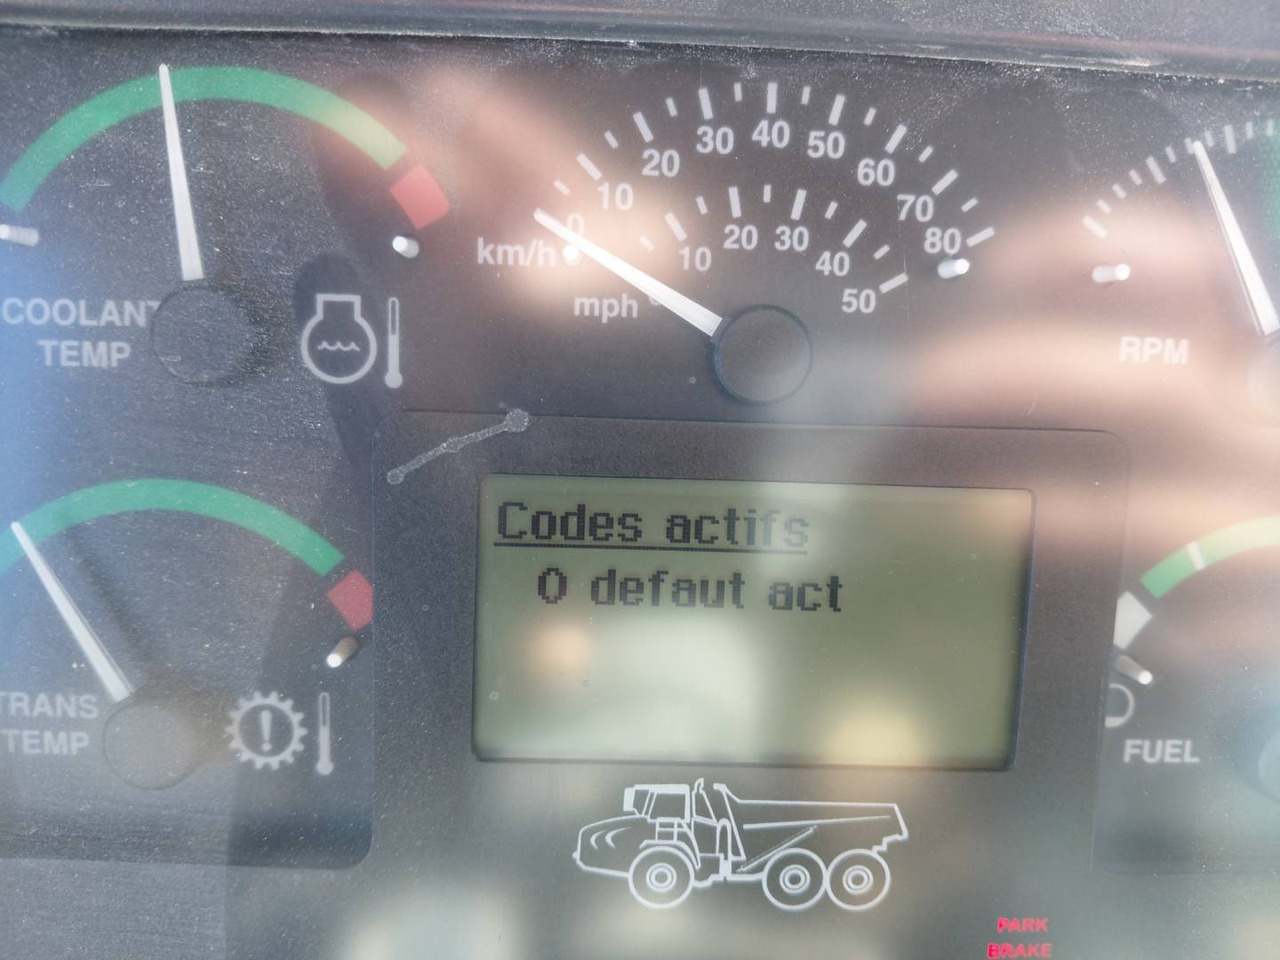 0
10
20
30
40
50
60
70
80
km/h
10
20
30
40
50
mph
COOLANT
TEMP
RPM
Codes actifs
0 defaut act
TRANS
TEMP
FUEL
PARK
BRAKE